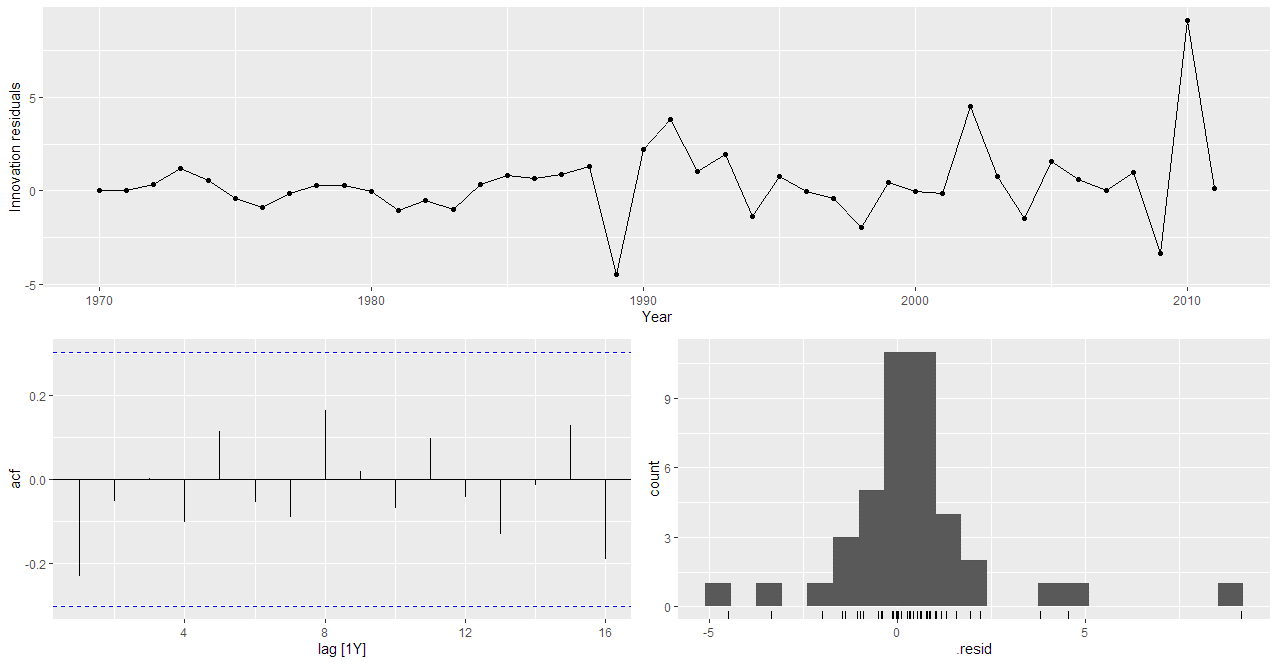 Innovation residuals
5
0
-5
1970 1980 1990 2000 2010
Year
acf
0.2
0.0
-0.2
4 8 12 16
lag [1Y]
count
9
6
3
0
-5 0 5
.resid